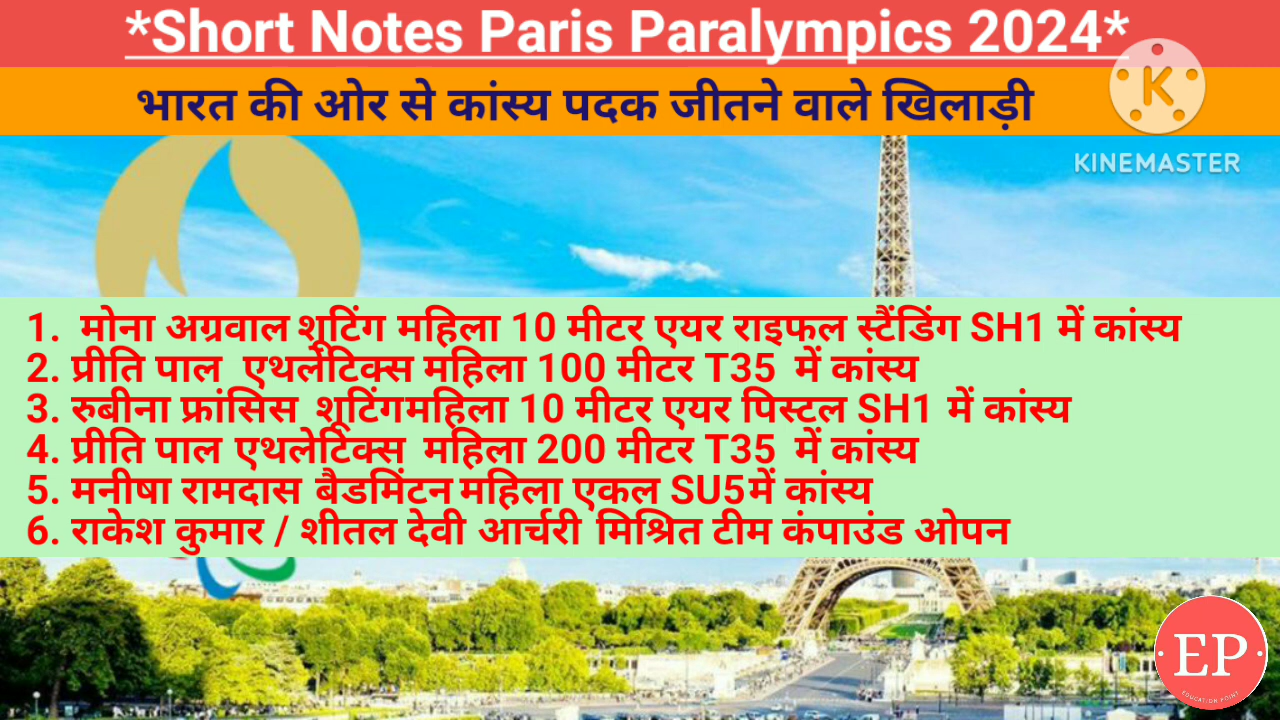 *Short Notes Paris Paralympics 2024*
भारत की ओर से कांस्य पदक जीतने वाले खिलाड़ी
K
KINEMASTER
1. मोना अग्रवाल शूटिंग महिला 10 मीटर एयर राइफल स्टैंडिंग SH1 में कांस्य
2. प्रीति पाल एथलेटिक्स महिला 100 मीटर T35 में कांस्य
3. रुबीना फ्रांसिस शूटिंगमहिला 10 मीटर एयर पिस्टल SH1 में कांस्य
4. प्रीति पाल एथलेटिक्स महिला 200 मीटर T35 में कांस्य
5. मनीषा रामदास बैडमिंटन महिला एकल SU5में कांस्य
6. राकेश कुमार / शीतल देवी आर्चरी मिश्रित टीम कंपाउंड ओपन
EP
EDUCATION POINT